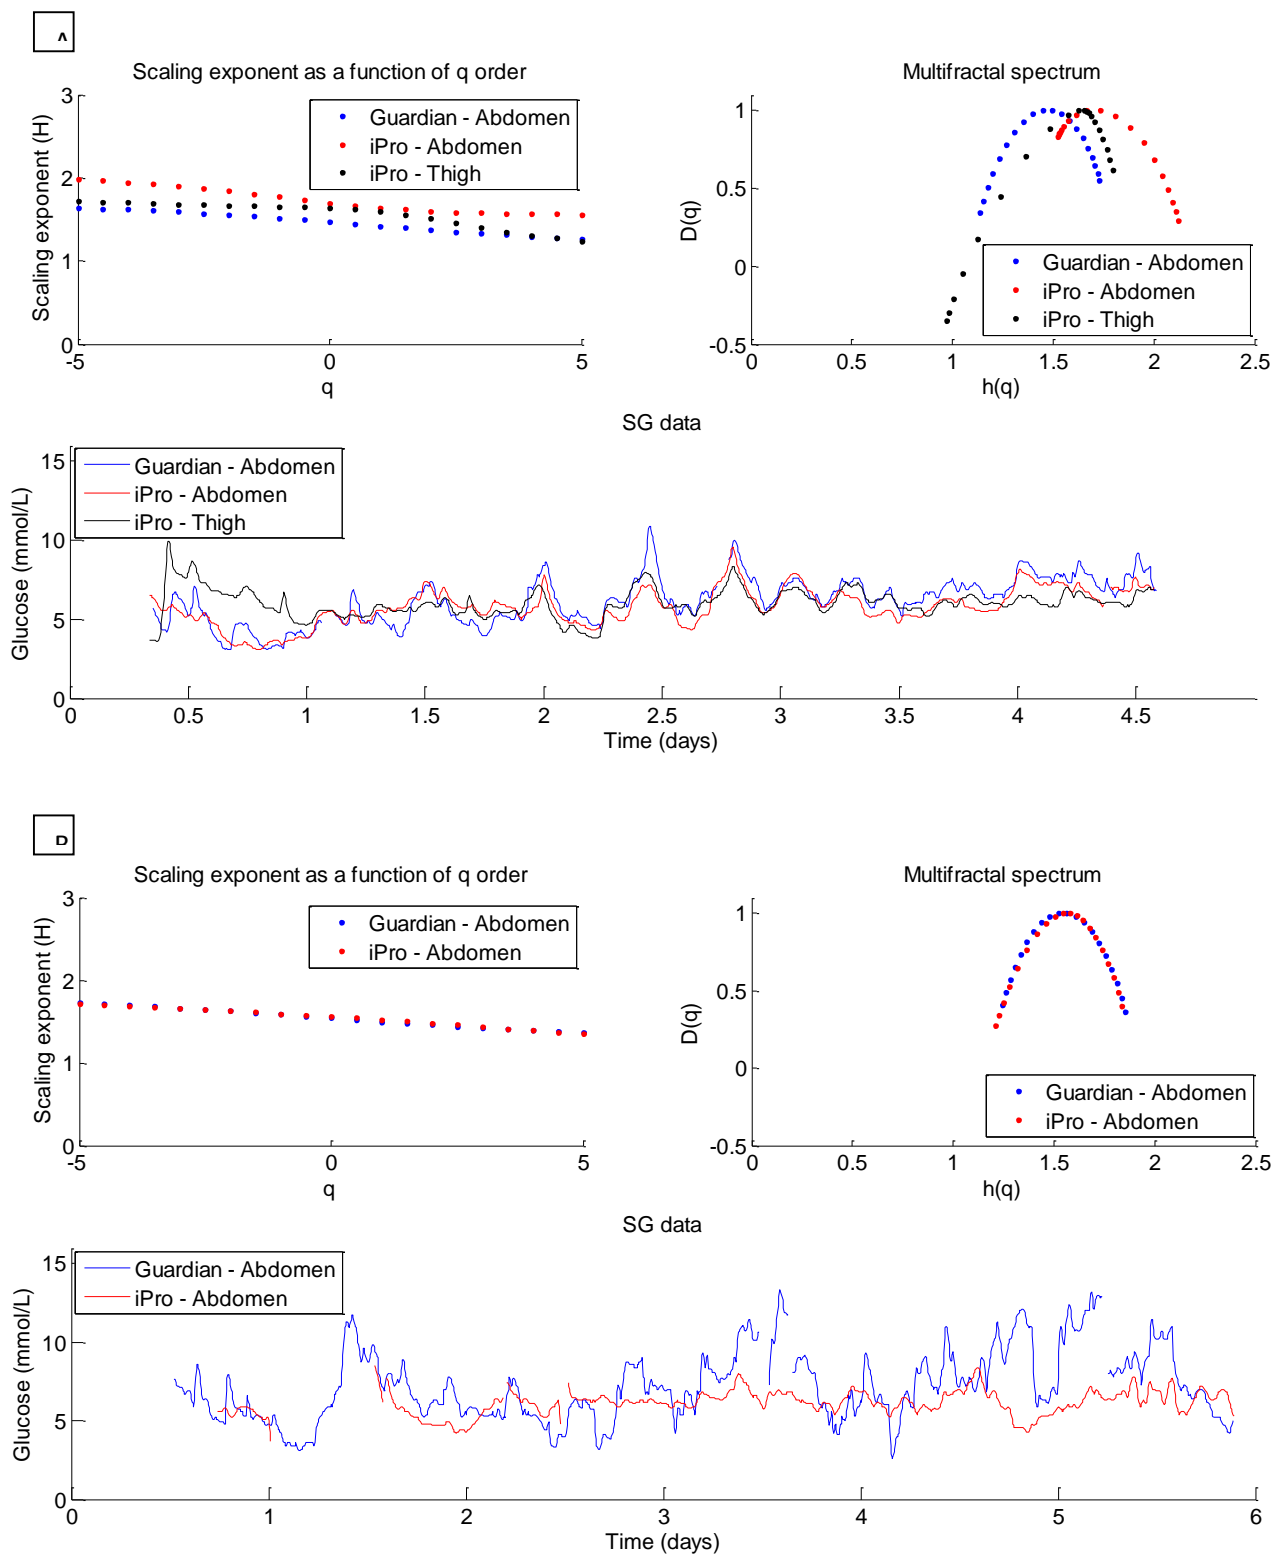 A
Scaling exponent as a function of q order
Multifractal spectrum
3
2
1
0
Scaling exponent (H)
Guardian - Abdomen
iPro - Abdomen
iPro - Thigh
-5
0
5
q
1
0.5
0
-0.5
D(q)
Guardian - Abdomen
iPro - Abdomen
iPro - Thigh
0
0.5
1
1.5
2
2.5
h(q)
SG data
15
10
5
0
Glucose (mmol/L)
Guardian - Abdomen
iPro - Abdomen
iPro - Thigh
0
0.5
1
1.5
2
2.5
3
3.5
4
4.5
Time (days)
Scaling exponent as a function of q order
Multifractal spectrum
3
2
1
0
Scaling exponent (H)
Guardian - Abdomen
iPro - Abdomen
-5
0
5
q
1
0.5
0
-0.5
D(q)
Guardian - Abdomen
iPro - Abdomen
0
0.5
1
1.5
2
2.5
h(q)
SG data
15
10
5
0
Glucose (mmol/L)
Guardian - Abdomen
iPro - Abdomen
0
1
2
3
4
5
6
Time (days)